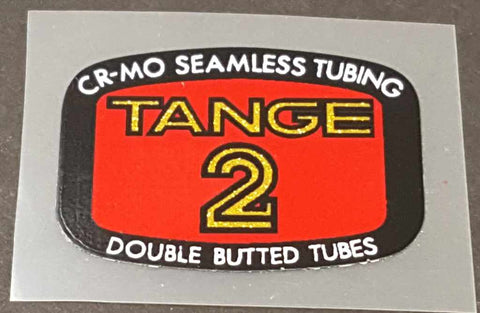 CR-MO SEAMLESS TUBING
TANGE
2
DOUBLE BUTTED TUBES